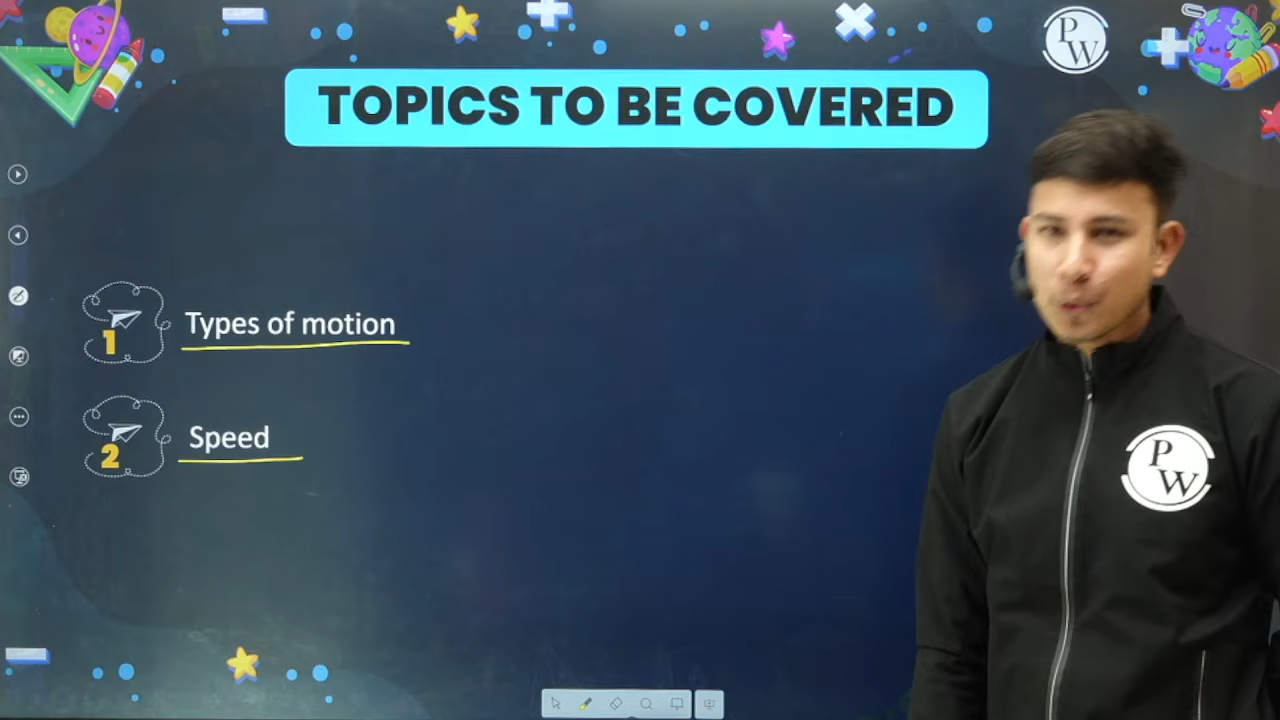 P
W
TOPICS TO BE COVERED
1
Types of motion
2
Speed
P
W